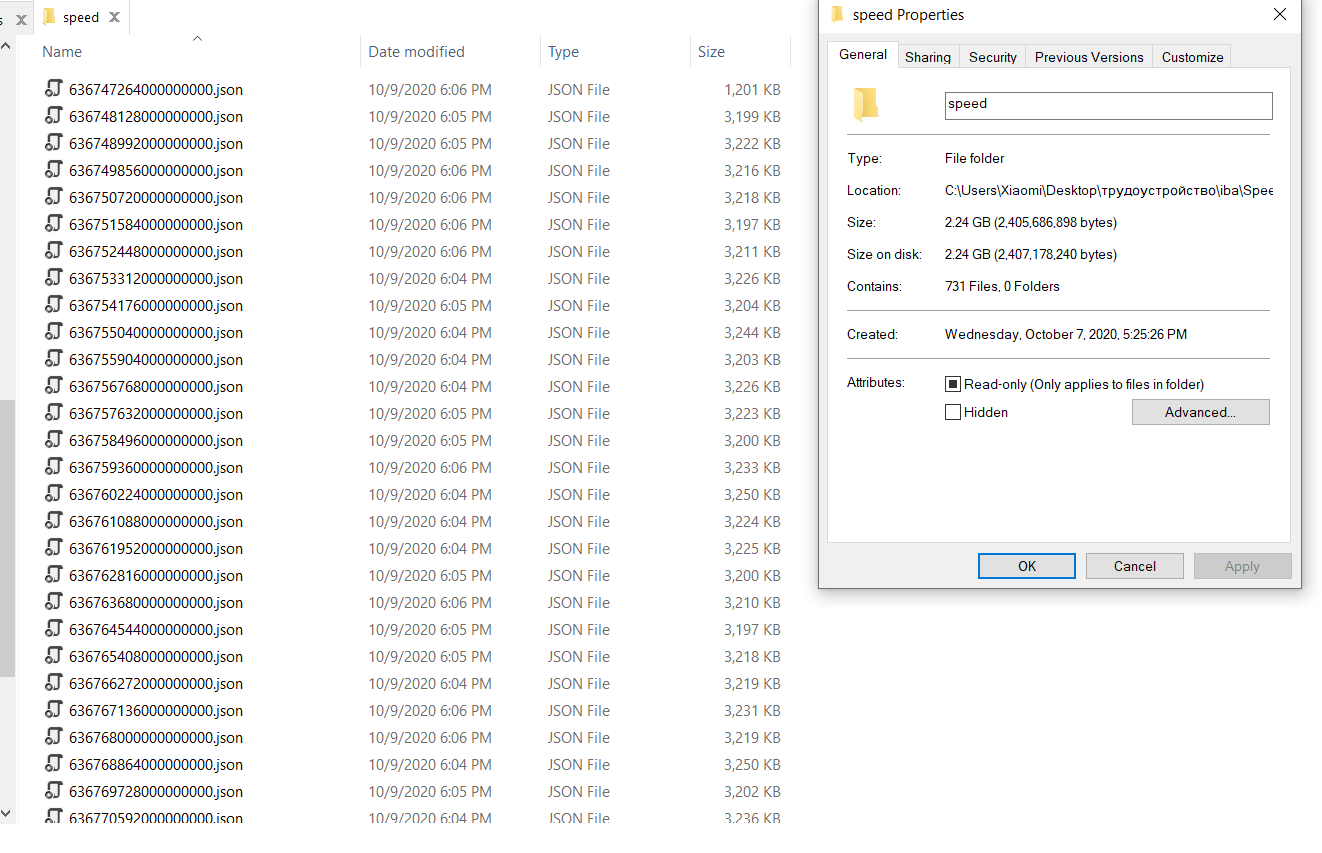 s
speed
Name Date modified Type Size
636747264000000000.json 10/9/2020 6:06 PM JSON File 1,201 KB
636748128000000000.json 10/9/2020 6:05 PM JSON File 3,199 KB
636748992000000000.json 10/9/2020 6:05 PM JSON File 3,222 KB
636749856000000000.json 10/9/2020 6:06 PM JSON File 3,216 KB
636750720000000000.json 10/9/2020 6:05 PM JSON File 3,218 KB
636751584000000000.json 10/9/2020 6:05 PM JSON File 3,197 KB
636752448000000000.json 10/9/2020 6:06 PM JSON File 3,211 KB
636753312000000000.json 10/9/2020 6:04 PM JSON File 3,226 KB
636754176000000000.json 10/9/2020 6:05 PM JSON File 3,204 KB
636755040000000000.json 10/9/2020 6:04 PM JSON File 3,244 KB
636755904000000000.json 10/9/2020 6:04 PM JSON File 3,203 KB
636756768000000000.json 10/9/2020 6:04 PM JSON File 3,226 KB
636757632000000000.json 10/9/2020 6:05 PM JSON File 3,223 KB
636758496000000000.json 10/9/2020 6:05 PM JSON File 3,200 KB
636759360000000000.json 10/9/2020 6:06 PM JSON File 3,233 KB
636760224000000000.json 10/9/2020 6:04 PM JSON File 3,250 KB
636761088000000000.json 10/9/2020 6:04 PM JSON File 3,224 KB
636761952000000000.json 10/9/2020 6:04 PM JSON File 3,225 KB
636762816000000000.json 10/9/2020 6:05 PM JSON File 3,200 KB
636763680000000000.json 10/9/2020 6:06 PM JSON File 3,210 KB
636764544000000000.json 10/9/2020 6:05 PM JSON File 3,197 KB
636765408000000000.json 10/9/2020 6:05 PM JSON File 3,218 KB
636766272000000000.json 10/9/2020 6:04 PM JSON File 3,219 KB
636767136000000000.json 10/9/2020 6:06 PM JSON File 3,231 KB
636768000000000000.json 10/9/2020 6:06 PM JSON File 3,219 KB
636768864000000000.json 10/9/2020 6:04 PM JSON File 3,250 KB
636769728000000000.json 10/9/2020 6:05 PM JSON File 3,202 KB
636770592000000000.json 10/9/2020 6:04 PM JSON File 3,236 KB
speed Properties
General Sharing Security Previous Versions Customize
speed
Type: File folder
Location: C:\Users\Xiaomi\Desktop\трудоустройство\iba\Spee
Size: 2.24 GB (2,405,686,898 bytes)
Size on disk: 2.24 GB (2,407,178,240 bytes)
Contains: 731 Files, 0 Folders
Created: Wednesday, October 7, 2020, 5:25:26 PM
Attributes: Read-only (Only applies to files in folder)
Hidden Advanced...
OK Cancel Apply